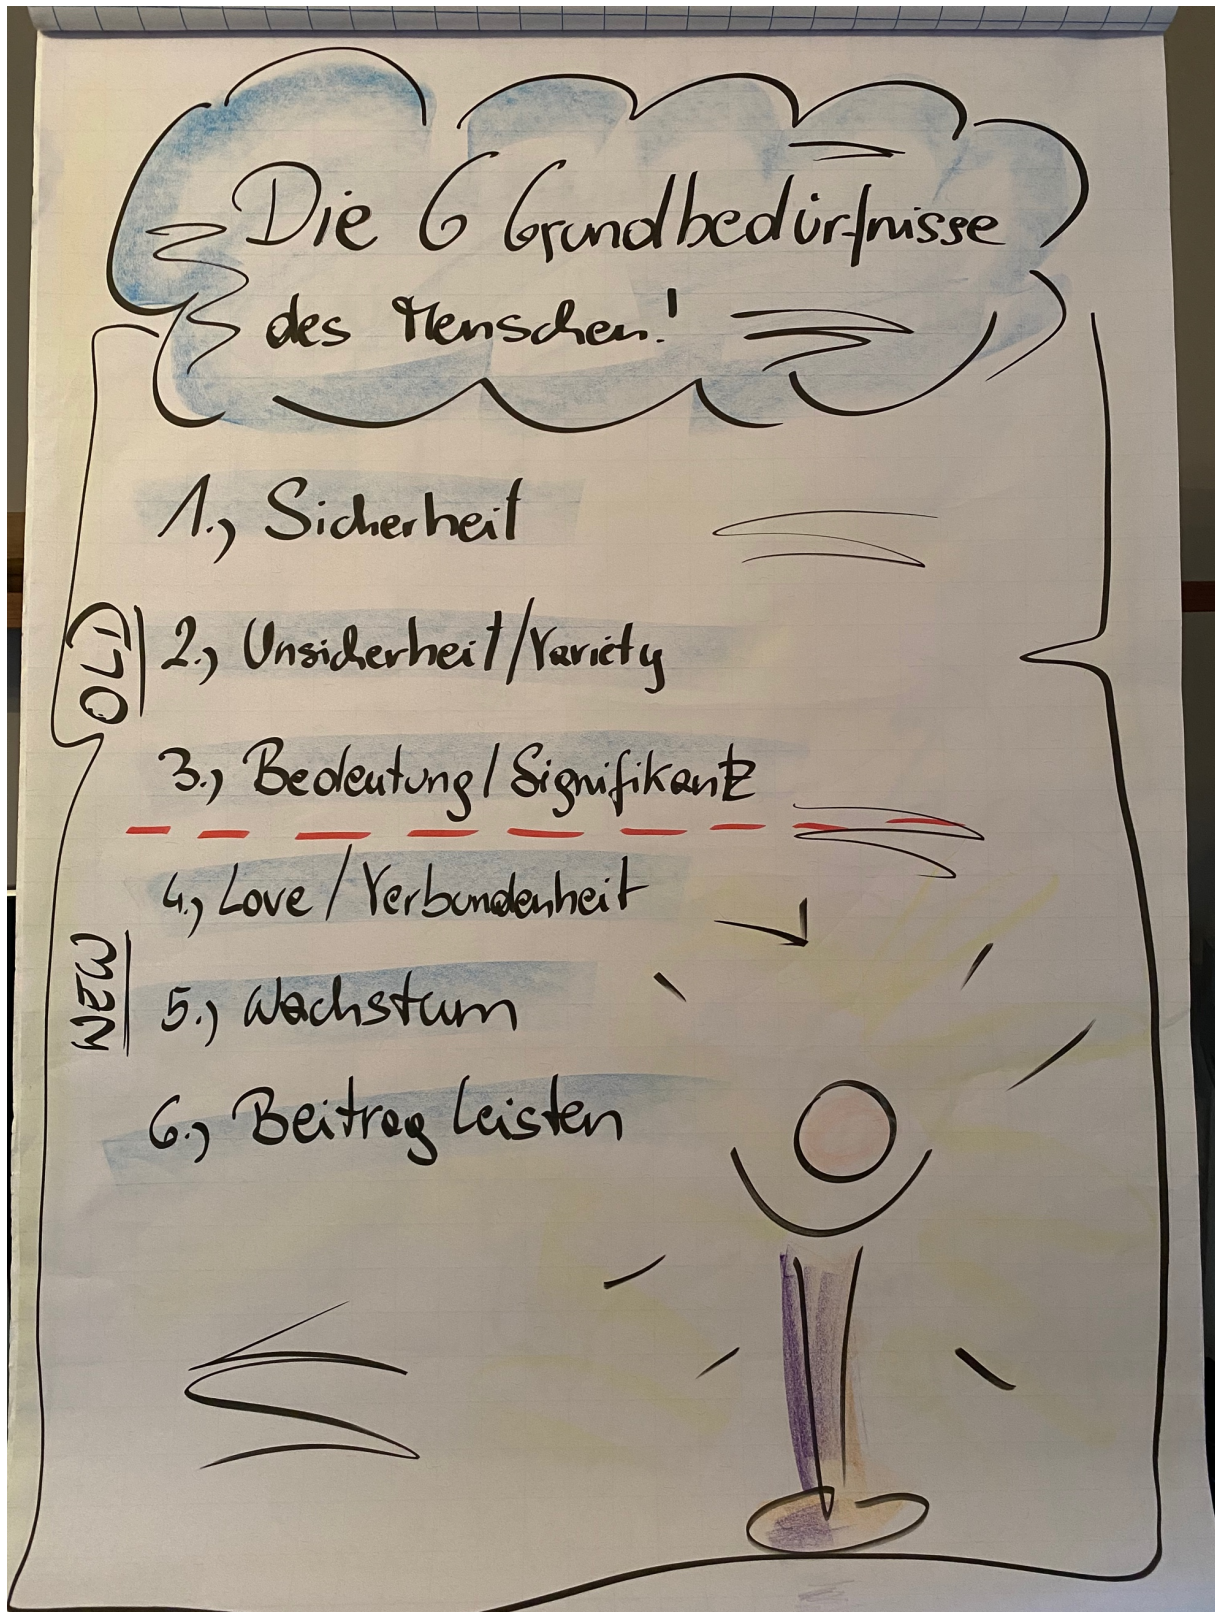 Die 6 Grundbedürfnisse
des Menschen!
1., Sicherheit
OLD
2., Unsicherheit/Variety
3., Bedeutung/Signifikantz
4., Love/Verbundenheit
NEW
5., Wachstum
6., Beitrag leisten